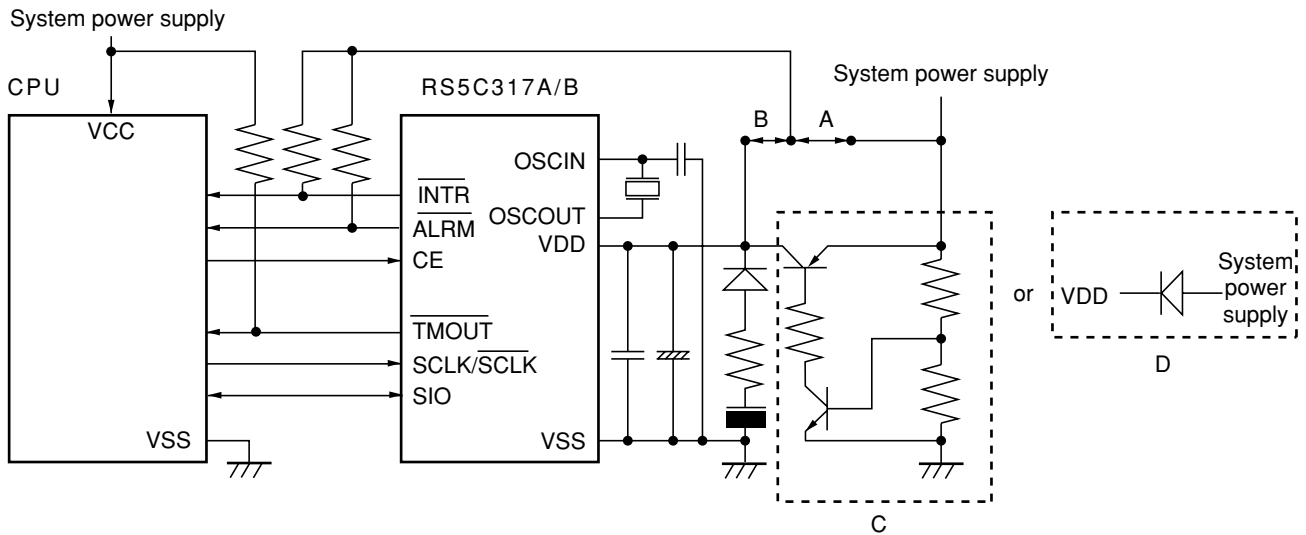 System power supply
CPU
RS5C317A/B
System power supply
VCC
B
A
OSCIN
INTR
OSCOUT
ALRM
VDD
CE
TMOUT
SCLK/SCLK
SIO
VSS
VSS
C
or
VDD
System
power
supply
D